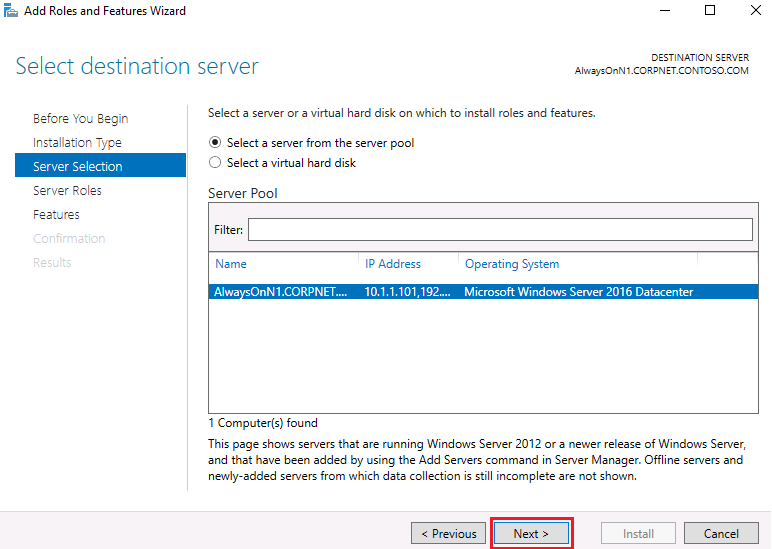 Add Roles and Features Wizard
Select destination server
DESTINATION SERVER
AlwaysOnN1.CORPNET.CONTOSO.COM
Before You Begin
Installation Type
Server Selection
Server Roles
Features
Confirmation
Results
Select a server or a virtual hard disk on which to install roles and features.
Select a server from the server pool
Select a virtual hard disk
Server Pool
Filter:
Name IP Address Operating System
AlwaysOnN1.CORPNET.... 10.1.1.101,192.... Microsoft Windows Server 2016 Datacenter
1 Computer(s) found
This page shows servers that are running Windows Server 2012 or a newer release of Windows Server,
and that have been added by using the Add Servers command in Server Manager. Offline servers and
newly-added servers from which data collection is still incomplete are not shown.
< Previous Next > Install Cancel